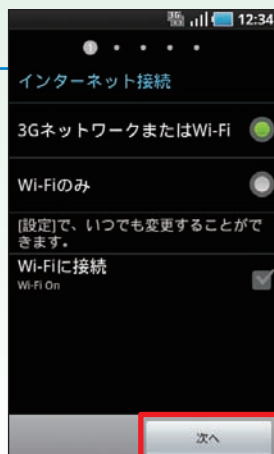 12:34
1
インターネット接続
3GネットワークまたはWi-Fi
Wi-Fiのみ
[設定]で、いつでも変更することがで
きます。
Wi-Fiに接続
Wi-Fi On
次へ